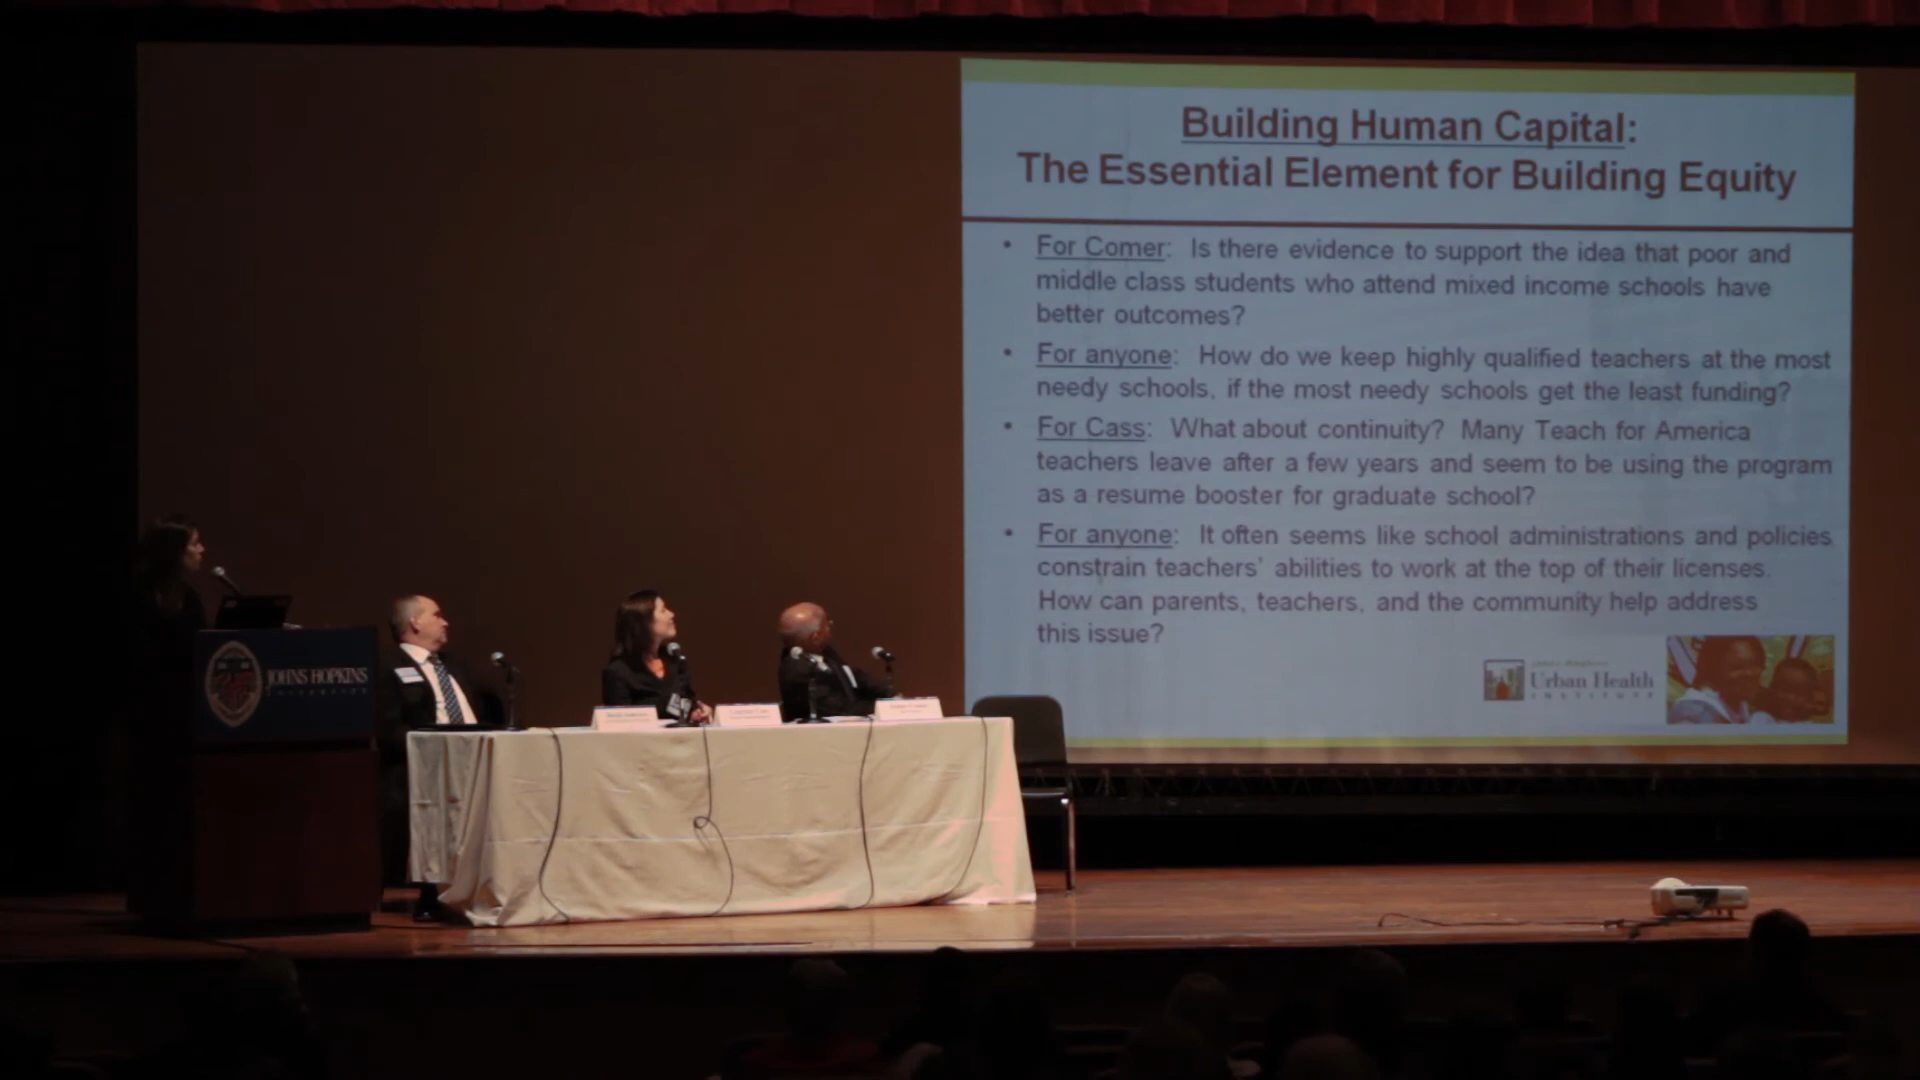 Building Human Capital:
The Essential Element for Building Equity
• For Comer: Is there evidence to support the idea that poor and
middle class students who attend mixed income schools have
better outcomes?
• For anyone: How do we keep highly qualified teachers at the most
needy schools, if the most needy schools get the least funding?
• For Cass: What about continuity? Many Teach for America
teachers leave after a few years and seem to be using the program
as a resume booster for graduate school?
• For anyone: It often seems like school administrations and policies
constrain teachers' abilities to work at the top of their licenses.
How can parents, teachers, and the community help address
this issue?
Urban Health
INSTITUTE
JOHNS HOPKINS
UNIVERSITY